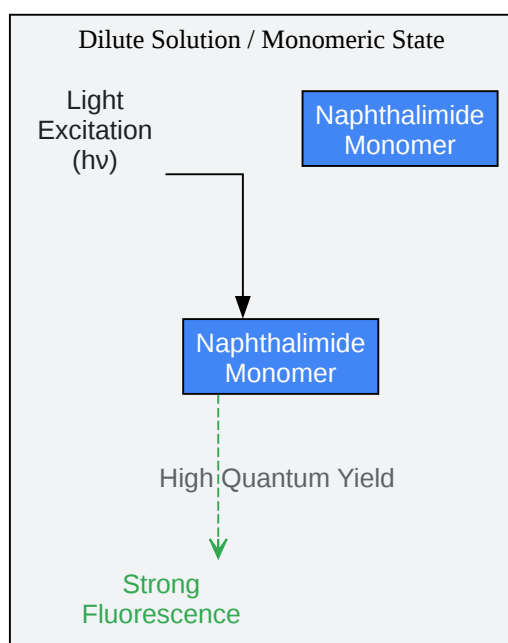 Dilute Solution / Monomeric State
Light
Excitation
(hν)
Naphthalimide
Monomer
Naphthalimide
Monomer
High Quantum Yield
Strong
Fluorescence